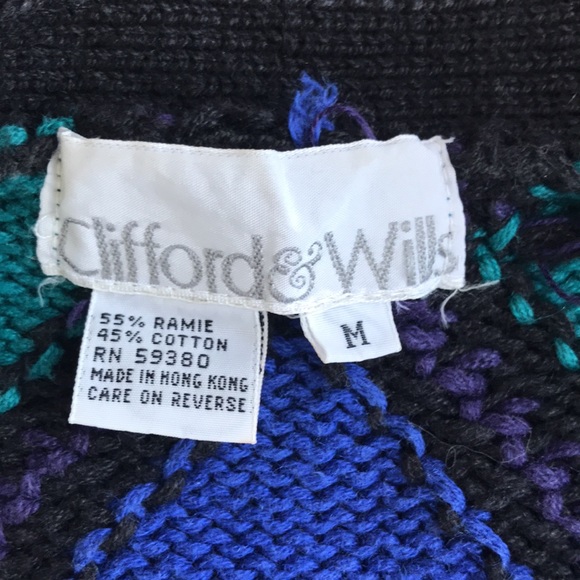 Clifford & Wills
55% RAMIE
45% COTTON
RN 59380
MADE IN HONG KONG
CARE ON REVERSE
M